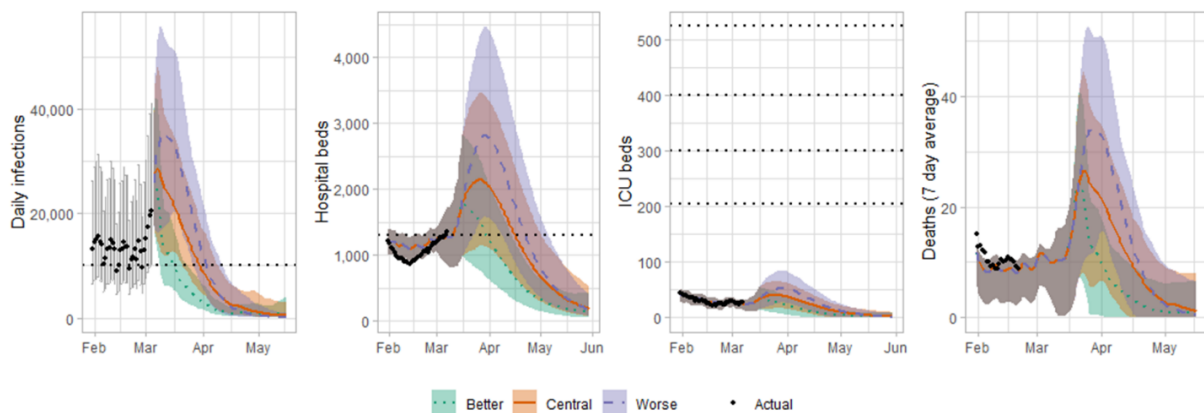 Daily infections
40,000
20,000
0
Feb Mar Apr May
Hospital beds
4,000
3,000
2,000
1,000
0
Feb Mar Apr May Jun
ICU beds
500
400
300
200
100
50
0
Feb Mar Apr May Jun
Deaths (7 day average)
40
20
0
Feb Mar Apr May
Better Central Worse Actual